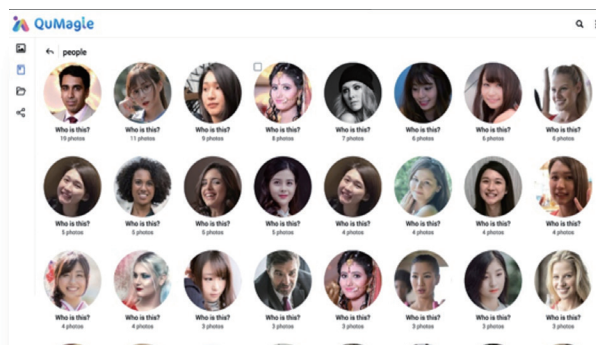 QuMagie
people
Who is this? Who is this? Who is this? Who is this? Who is this? Who is this? Who is this? Who is this?
19 photos 11 photos 9 photos 8 photos 7 photos 6 photos 6 photos 6 photos
Who is this? Who is this? Who is this? Who is this? Who is this? Who is this? Who is this? Who is this?
5 photos 5 photos 5 photos 5 photos 4 photos 4 photos 4 photos 4 photos
Who is this? Who is this? Who is this? Who is this? Who is this? Who is this? Who is this? Who is this?
4 photos 4 photos 3 photos 3 photos 3 photos 3 photos 3 photos 3 photos